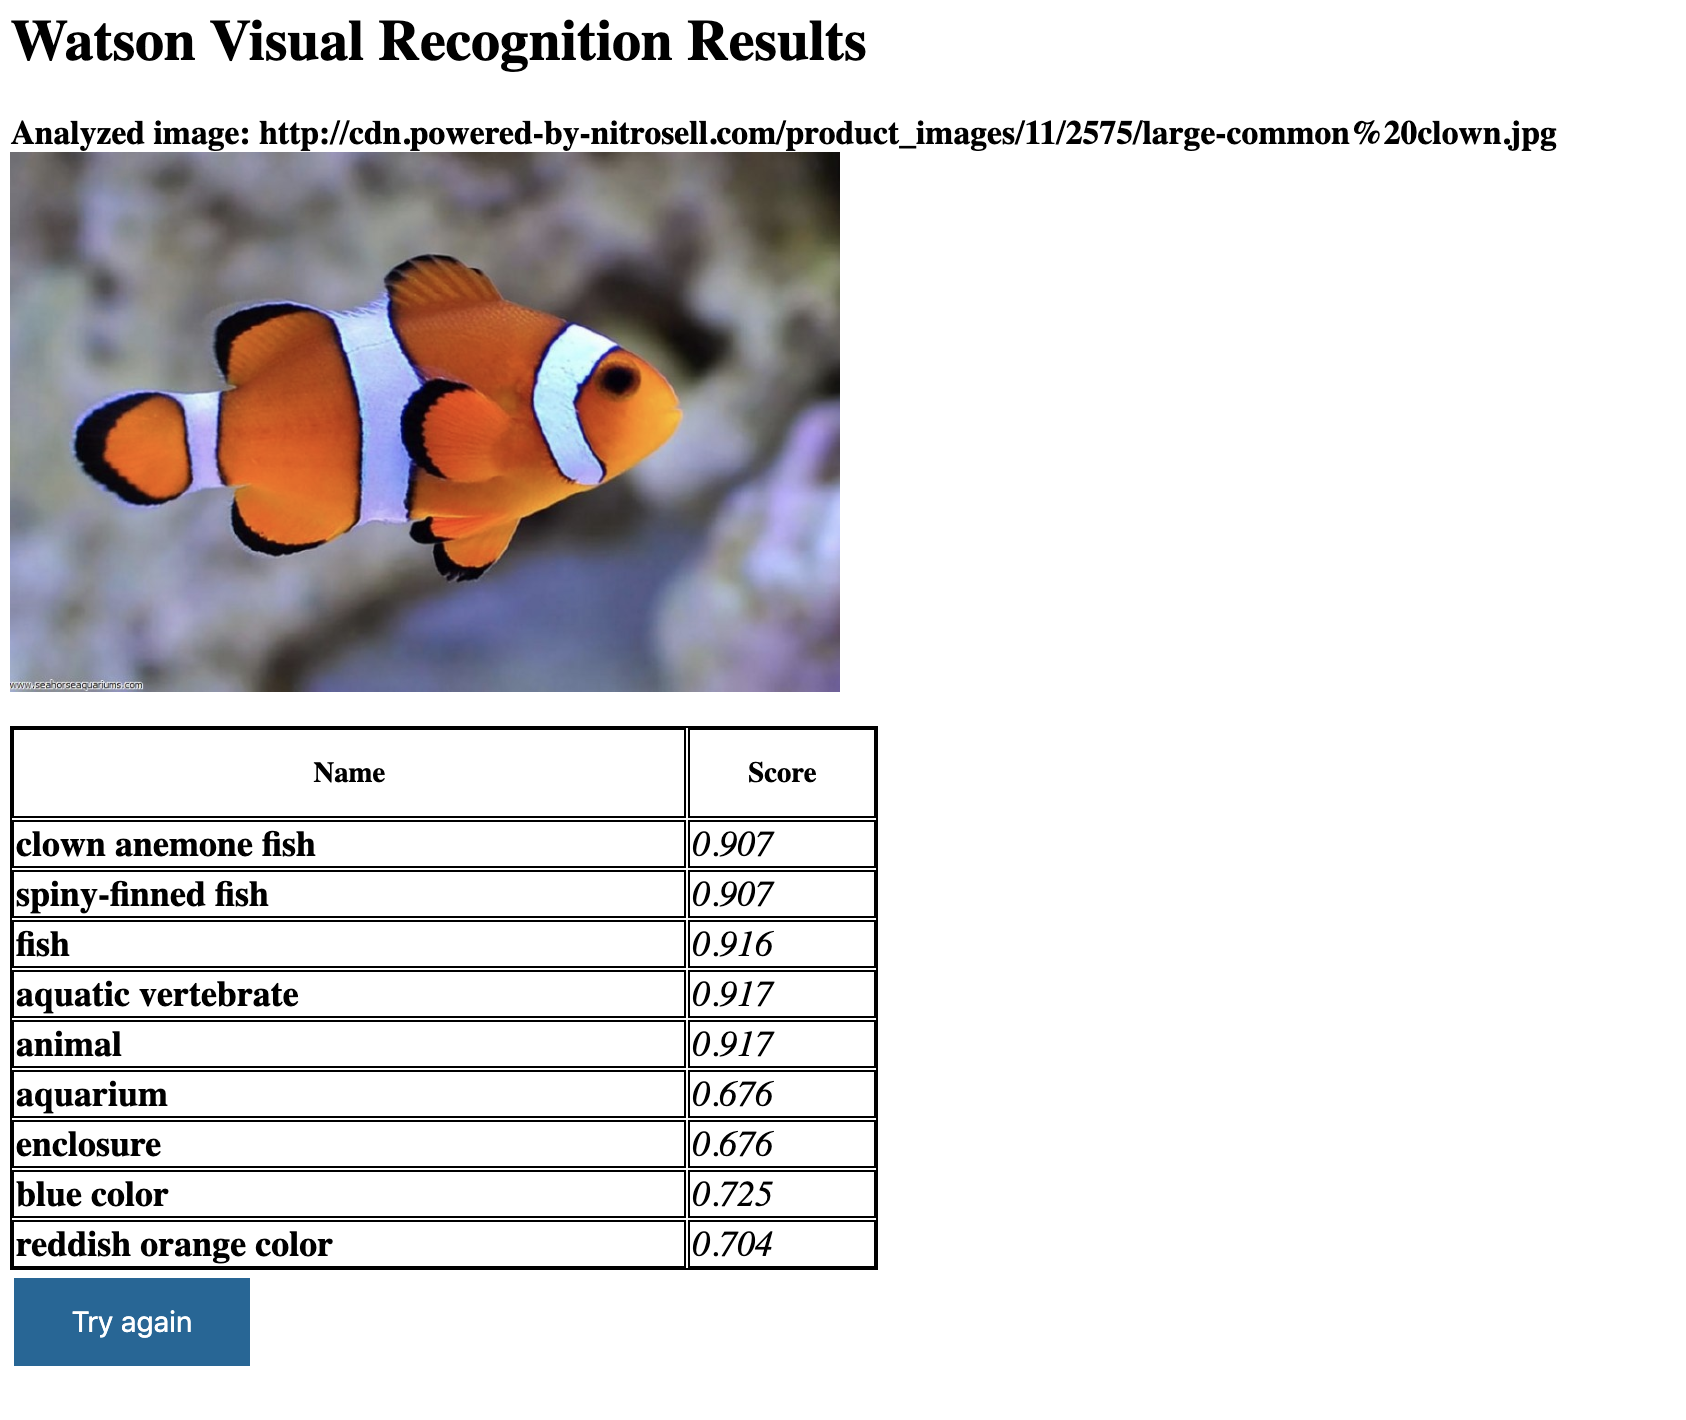 Watson Visual Recognition Results
Analyzed image: http://cdn.powered-by-nitrosell.com/product_images/11/2575/large-common%20clown.jpg
www.seahorseaquariums.com
Name Score
clown anemone fish 0.907
spiny-finned fish 0.907
fish 0.916
aquatic vertebrate 0.917
animal 0.917
aquarium 0.676
enclosure 0.676
blue color 0.725
reddish orange color 0.704
Try again